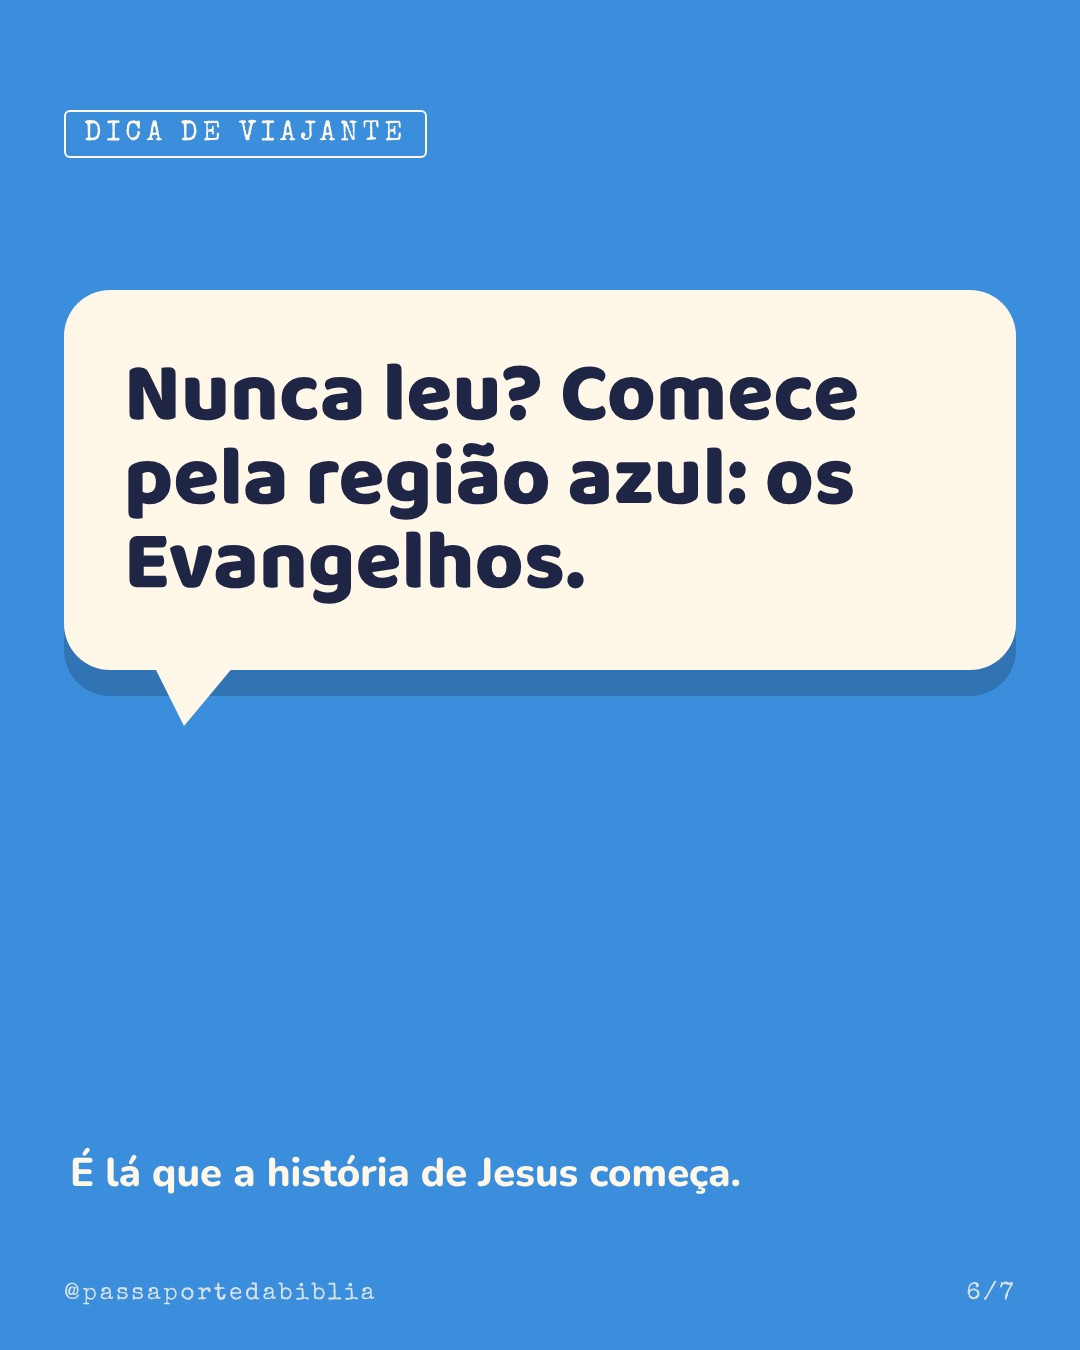 DICA DE VIAJANTE
Nunca leu? Comece
pela região azul: os
Evangelhos.
É lá que a história de Jesus começa.
@passaportedabiblia
6/7